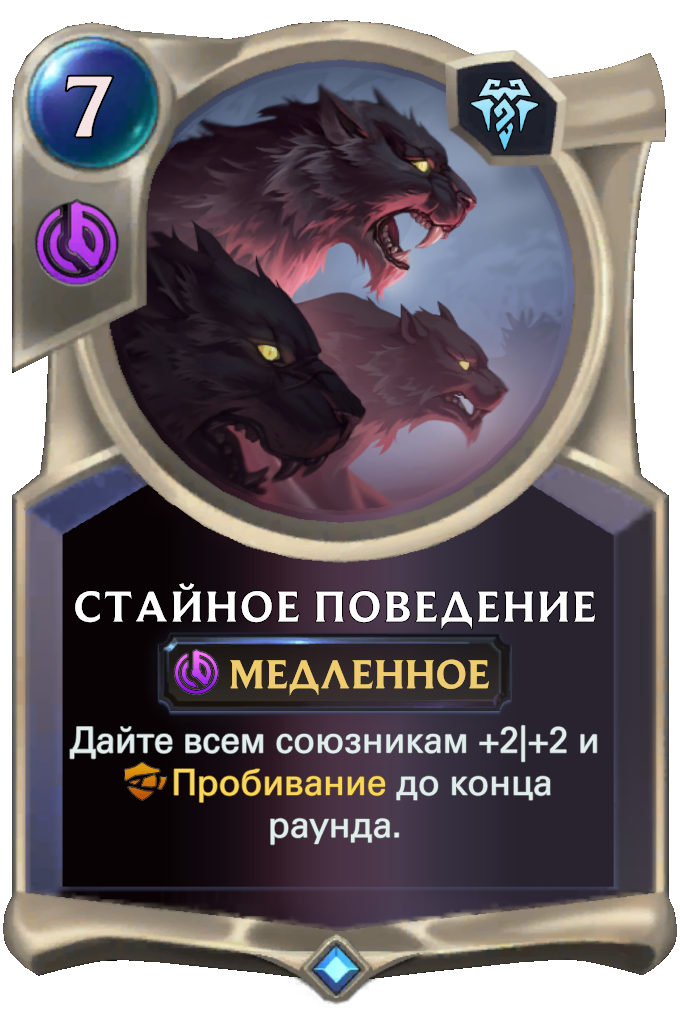 7
СТАЙНОЕ ПОВЕДЕНИЕ
МЕДЛЕННОЕ
Дайте всем союзникам +2|+2 и
Пробивание до конца
раунда.